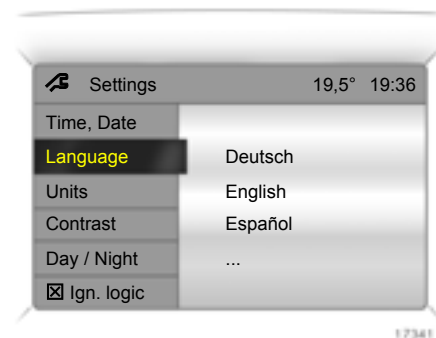 Settings 19,5° 19:36
Time, Date
Language Deutsch
Units English
Contrast Español
Day / Night ...
Ign. logic
17341